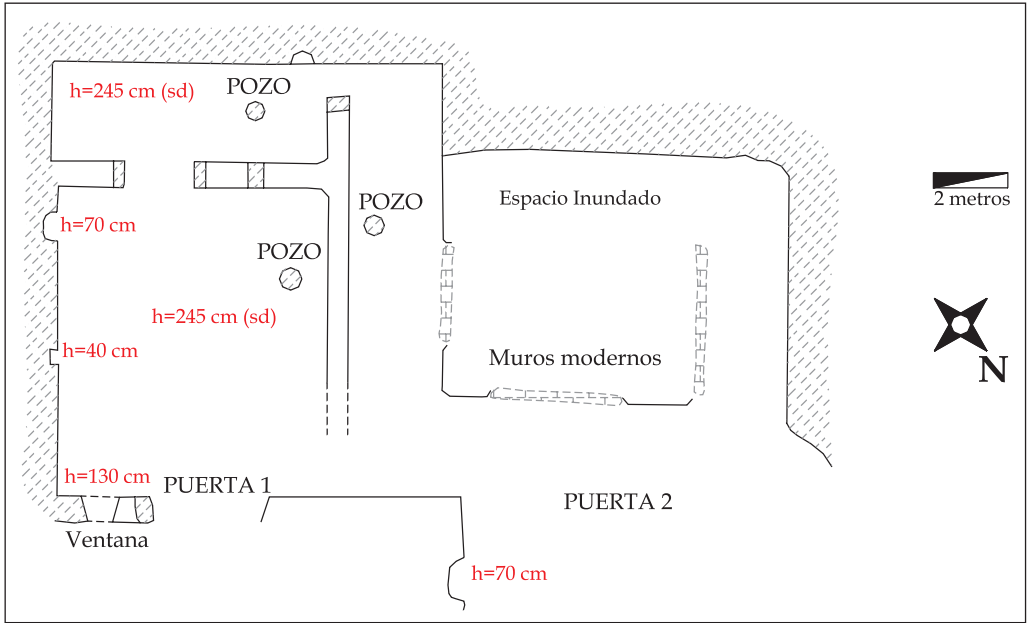 h=245 cm (sd)
POZO
POZO
Espacio Inundado
2 metros
h=70 cm
POZO
h=245 cm (sd)
h=40 cm
Muros modernos
N
h=130 cm
PUERTA 1
PUERTA 2
Ventana
h=70 cm